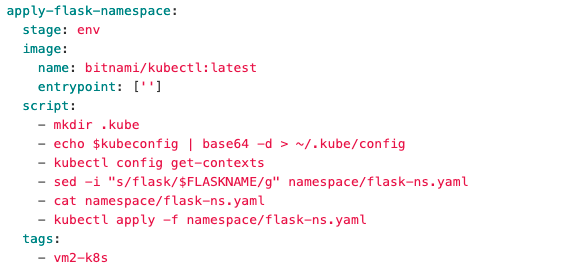 apply-flask-namespace:
  stage: env
  image:
    name: bitnami/kubectl:latest
    entrypoint: ['']
  script:
    - mkdir .kube
    - echo $kubeconfig | base64 -d > ~/.kube/config
    - kubectl config get-contexts
    - sed -i "s/flask/$FLASKNAME/g" namespace/flask-ns.yaml
    - cat namespace/flask-ns.yaml
    - kubectl apply -f namespace/flask-ns.yaml
  tags:
    - vm2-k8s